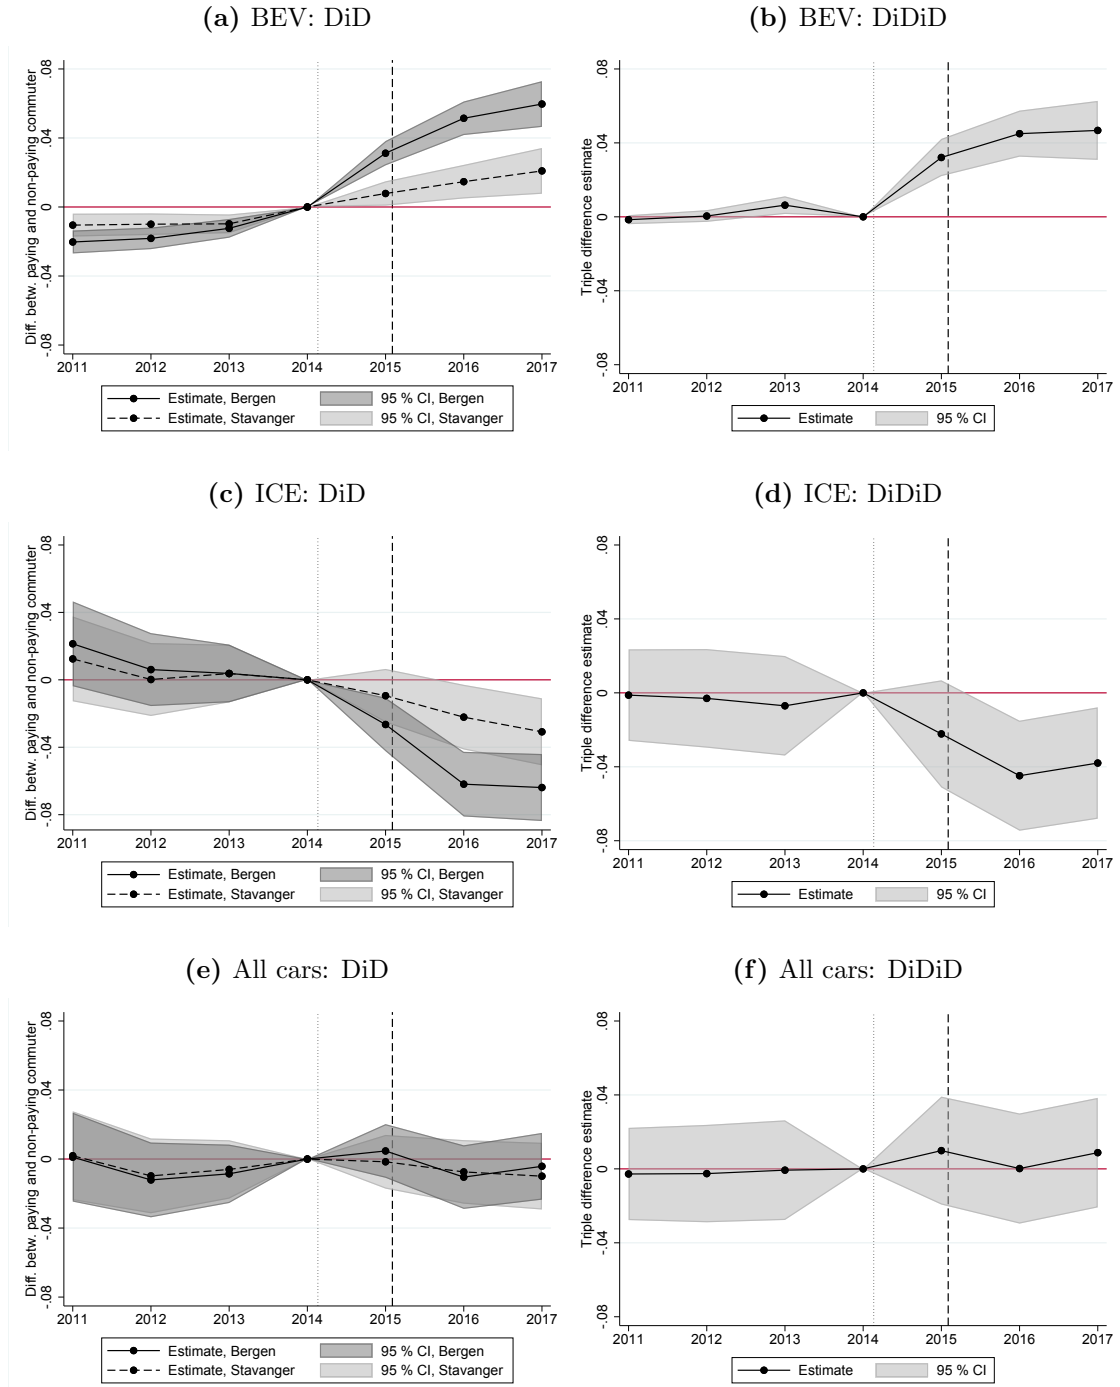 (a) BEV: DiD
Diff. betw. paying and non-paying commuter
.08
.04
0
-.04
-.08
2011 2012 2013 2014 2015 2016 2017
Estimate, Bergen 95 % CI, Bergen
Estimate, Stavanger 95 % CI, Stavanger
(b) BEV: DiDiD
Triple difference estimate
.08
.04
0
-.04
-.08
2011 2012 2013 2014 2015 2016 2017
Estimate 95 % CI
(c) ICE: DiD
Diff. betw. paying and non-paying commuter
.08
.04
0
-.04
-.08
2011 2012 2013 2014 2015 2016 2017
Estimate, Bergen 95 % CI, Bergen
Estimate, Stavanger 95 % CI, Stavanger
(d) ICE: DiDiD
Triple difference estimate
.08
.04
0
-.04
-.08
2011 2012 2013 2014 2015 2016 2017
Estimate 95 % CI
(e) All cars: DiD
Diff. betw. paying and non-paying commuter
.08
.04
0
-.04
-.08
2011 2012 2013 2014 2015 2016 2017
Estimate, Bergen 95 % CI, Bergen
Estimate, Stavanger 95 % CI, Stavanger
(f) All cars: DiDiD
Triple difference estimate
.08
.04
0
-.04
-.08
2011 2012 2013 2014 2015 2016 2017
Estimate 95 % CI